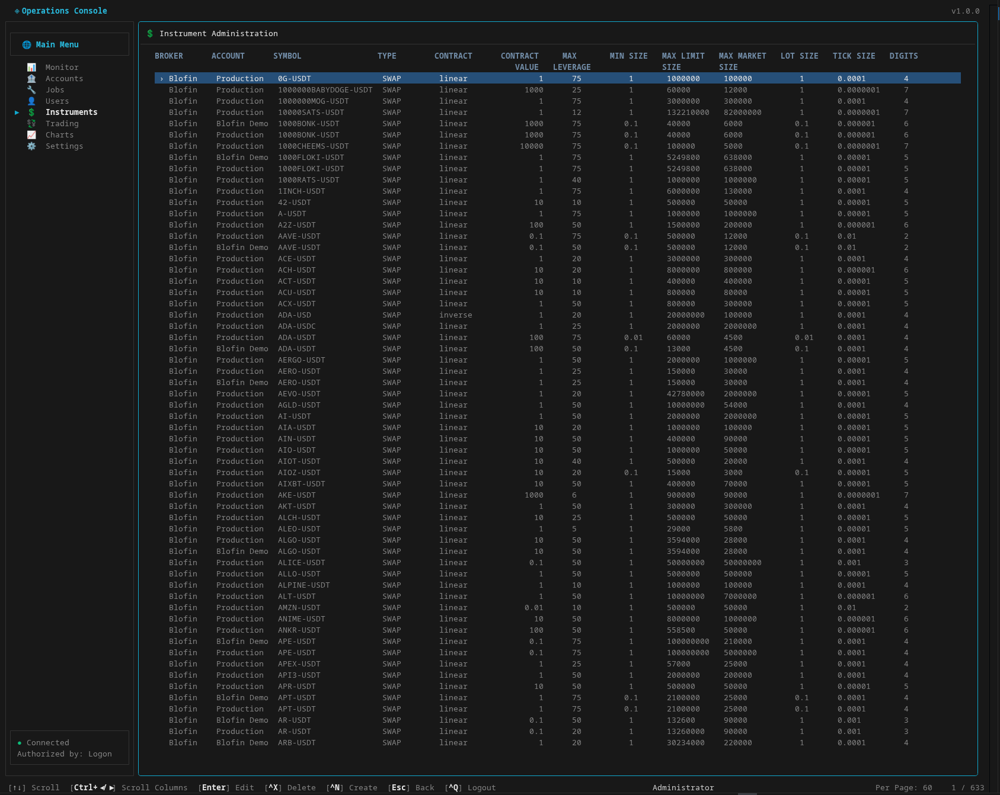 Operations Console v1.0.0
Main Menu
Monitor
Accounts
Jobs
Users
Instruments
Trading
Charts
Settings
Connected
Authorized by: Logon
Instrument Administration
BROKER ACCOUNT SYMBOL TYPE CONTRACT CONTRACT MAX MIN SIZE MAX LIMIT MAX MARKET LOT SIZE TICK SIZE DIGITS
VALUE LEVERAGE SIZE SIZE
› Blofin Production 0G-USDT SWAP linear 1 75 1 1000000 100000 1 0.0001 4
Blofin Production 1000000BABYDOGE-USDT SWAP linear 1000 25 1 60000 12000 1 0.0000001 7
Blofin Production 1000000MOG-USDT SWAP linear 1 75 1 3000000 300000 1 0.0001 4
Blofin Production 10000SATS-USDT SWAP linear 1 12 1 132210000 82000000 1 0.0000001 7
Blofin Blofin Demo 1000BONK-USDT SWAP linear 1000 75 0.1 40000 6000 0.1 0.000001 6
Blofin Production 1000BONK-USDT SWAP linear 1000 75 0.1 40000 6000 0.1 0.000001 6
Blofin Production 1000CHEEMS-USDT SWAP linear 10000 75 0.1 100000 5000 0.1 0.0000001 7
Blofin Blofin Demo 1000FLOKI-USDT SWAP linear 1 75 1 5249800 638000 1 0.00001 5
Blofin Production 1000FLOKI-USDT SWAP linear 1 75 1 5249800 638000 1 0.00001 5
Blofin Production 1000RATS-USDT SWAP linear 1 40 1 1000000 1000000 1 0.00001 5
Blofin Production 1INCH-USDT SWAP linear 1 75 1 6000000 130000 1 0.0001 4
Blofin Production 42-USDT SWAP linear 10 10 1 500000 50000 1 0.00001 5
Blofin Production A-USDT SWAP linear 1 75 1 1000000 1000000 1 0.00001 5
Blofin Production A2Z-USDT SWAP linear 100 50 1 1500000 200000 1 0.000001 6
Blofin Production AAVE-USDT SWAP linear 0.1 75 0.1 500000 12000 0.1 0.01 2
Blofin Blofin Demo AAVE-USDT SWAP linear 0.1 50 0.1 500000 12000 0.1 0.01 2
Blofin Production ACE-USDT SWAP linear 1 20 1 3000000 300000 1 0.0001 4
Blofin Production ACH-USDT SWAP linear 10 20 1 8000000 800000 1 0.000001 6
Blofin Production ACT-USDT SWAP linear 10 10 1 400000 400000 1 0.00001 5
Blofin Production ACU-USDT SWAP linear 10 10 1 800000 80000 1 0.00001 5
Blofin Production ACX-USDT SWAP linear 1 50 1 800000 300000 1 0.00001 5
Blofin Production ADA-USD SWAP inverse 1 20 1 20000000 100000 1 0.0001 4
Blofin Production ADA-USDC SWAP linear 1 25 1 2000000 2000000 1 0.0001 4
Blofin Production ADA-USDT SWAP linear 100 75 0.01 60000 4500 0.01 0.0001 4
Blofin Blofin Demo ADA-USDT SWAP linear 100 50 0.1 13000 4500 0.1 0.0001 4
Blofin Production AERGO-USDT SWAP linear 1 50 1 2000000 1000000 1 0.00001 5
Blofin Production AERO-USDT SWAP linear 1 25 1 150000 30000 1 0.0001 4
Blofin Blofin Demo AERO-USDT SWAP linear 1 25 1 150000 30000 1 0.0001 4
Blofin Production AEVO-USDT SWAP linear 1 20 1 42780000 2000000 1 0.00001 5
Blofin Production AGLD-USDT SWAP linear 1 50 1 10000000 54000 1 0.0001 4
Blofin Production AI-USDT SWAP linear 1 50 1 2000000 2000000 1 0.00001 5
Blofin Production AIA-USDT SWAP linear 10 20 1 1000000 100000 1 0.00001 5
Blofin Production AIN-USDT SWAP linear 10 50 1 400000 90000 1 0.00001 5
Blofin Production AIO-USDT SWAP linear 10 50 1 1000000 50000 1 0.00001 5
Blofin Production AIOT-USDT SWAP linear 10 40 1 500000 20000 1 0.0001 4
Blofin Production AIOZ-USDT SWAP linear 10 20 0.1 15000 3000 0.1 0.00001 5
Blofin Production AIXBT-USDT SWAP linear 10 50 1 400000 70000 1 0.00001 5
Blofin Production AKE-USDT SWAP linear 1000 6 1 900000 90000 1 0.0000001 7
Blofin Production AKT-USDT SWAP linear 1 50 1 300000 300000 1 0.0001 4
Blofin Production ALCH-USDT SWAP linear 10 25 1 500000 50000 1 0.00001 5
Blofin Production ALEO-USDT SWAP linear 1 5 1 29000 5800 1 0.00001 5
Blofin Production ALGO-USDT SWAP linear 10 50 1 3594000 28000 1 0.0001 4
Blofin Blofin Demo ALGO-USDT SWAP linear 10 50 1 3594000 28000 1 0.0001 4
Blofin Production ALICE-USDT SWAP linear 0.1 50 1 50000000 50000000 1 0.001 3
Blofin Production ALLO-USDT SWAP linear 1 50 1 5000000 500000 1 0.00001 5
Blofin Production ALPINE-USDT SWAP linear 1 10 1 1000000 100000 1 0.0001 4
Blofin Production ALT-USDT SWAP linear 1 50 1 10000000 7000000 1 0.000001 6
Blofin Production AMZN-USDT SWAP linear 0.01 10 1 500000 50000 1 0.01 2
Blofin Production ANIME-USDT SWAP linear 10 50 1 8000000 1000000 1 0.000001 6
Blofin Production ANKR-USDT SWAP linear 100 50 1 558500 50000 1 0.000001 6
Blofin Blofin Demo APE-USDT SWAP linear 0.1 75 1 100000000 210000 1 0.0001 4
Blofin Production APE-USDT SWAP linear 0.1 75 1 100000000 5000000 1 0.0001 4
Blofin Production APEX-USDT SWAP linear 1 25 1 57000 25000 1 0.0001 4
Blofin Production API3-USDT SWAP linear 1 50 1 2000000 200000 1 0.0001 4
Blofin Production APR-USDT SWAP linear 10 50 1 500000 50000 1 0.00001 5
Blofin Blofin Demo APT-USDT SWAP linear 1 75 0.1 2100000 25000 0.1 0.0001 4
Blofin Production APT-USDT SWAP linear 1 75 0.1 2100000 25000 0.1 0.0001 4
Blofin Blofin Demo AR-USDT SWAP linear 0.1 50 1 132600 90000 1 0.001 3
Blofin Production AR-USDT SWAP linear 0.1 20 1 13260000 90000 1 0.001 3
Blofin Blofin Demo ARB-USDT SWAP linear 1 20 1 30234000 220000 1 0.0001 4
[↑↓] Scroll [Ctrl+◀/▶] Scroll Columns [Enter] Edit [^X] Delete [^N] Create [Esc] Back [^Q] Logout Administrator Per Page: 60 1 / 633